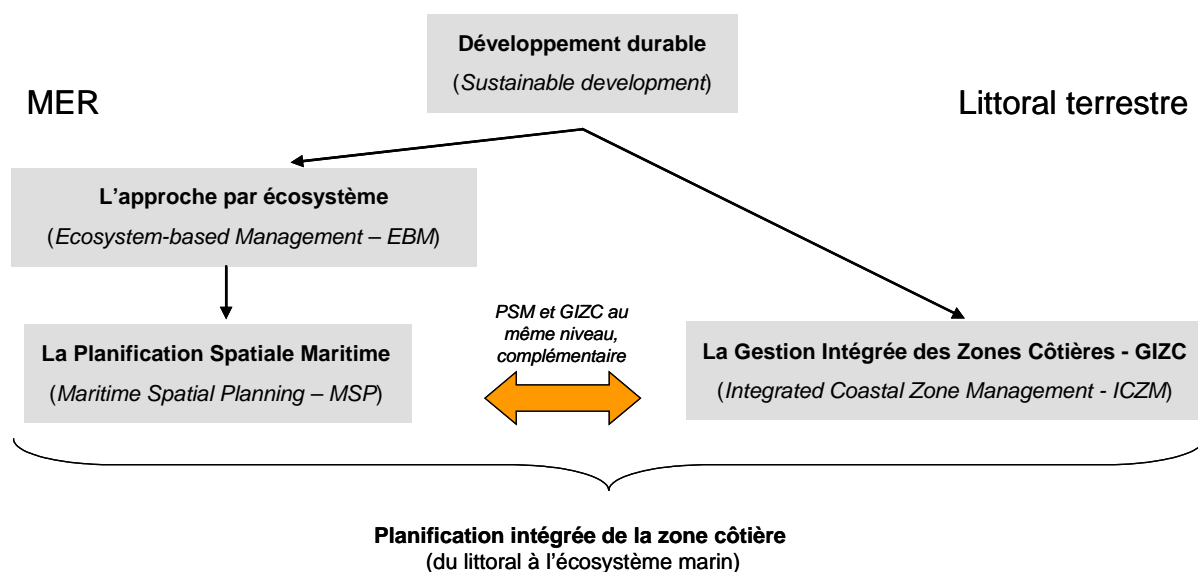 Développement durable
(Sustainable development)
MER
Littoral terrestre
L'approche par écosystème
(Ecosystem-based Management – EBM)
PSM et GIZC au
même niveau,
complémentaire
La Planification Spatiale Maritime
(Maritime Spatial Planning – MSP)
La Gestion Intégrée des Zones Côtières - GIZC
(Integrated Coastal Zone Management - ICZM)
Planification intégrée de la zone côtière
(du littoral à l'écosystème marin)